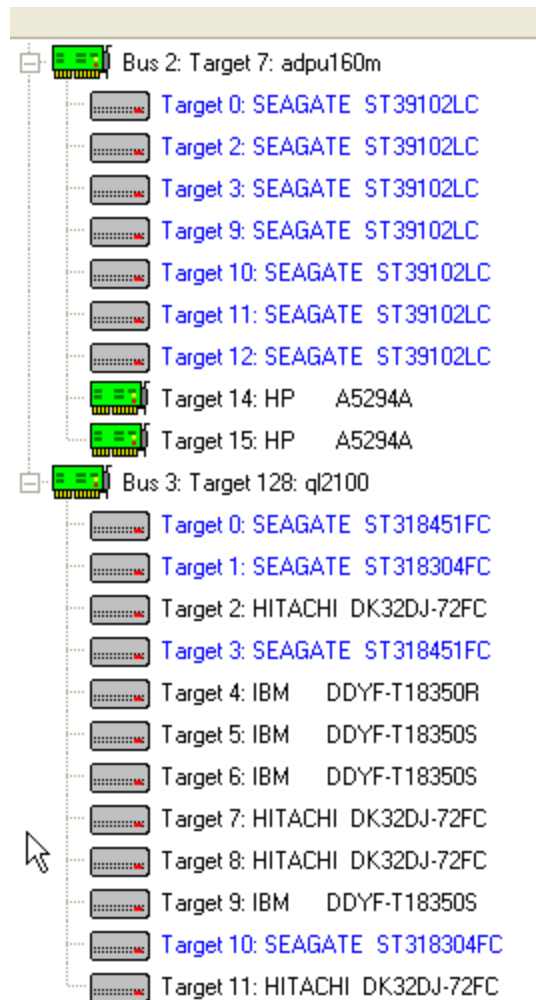 Bus 2: Target 7: adpu160m
Target 0: SEAGATE ST39102LC
Target 2: SEAGATE ST39102LC
Target 3: SEAGATE ST39102LC
Target 9: SEAGATE ST39102LC
Target 10: SEAGATE ST39102LC
Target 11: SEAGATE ST39102LC
Target 12: SEAGATE ST39102LC
Target 14: HP A5294A
Target 15: HP A5294A
Bus 3: Target 128: ql2100
Target 0: SEAGATE ST318451FC
Target 1: SEAGATE ST318304FC
Target 2: HITACHI DK32DJ-72FC
Target 3: SEAGATE ST318451FC
Target 4: IBM DDYF-T18350R
Target 5: IBM DDYF-T18350S
Target 6: IBM DDYF-T18350S
Target 7: HITACHI DK32DJ-72FC
Target 8: HITACHI DK32DJ-72FC
Target 9: IBM DDYF-T18350S
Target 10: SEAGATE ST318304FC
Target 11: HITACHI DK32DJ-72FC